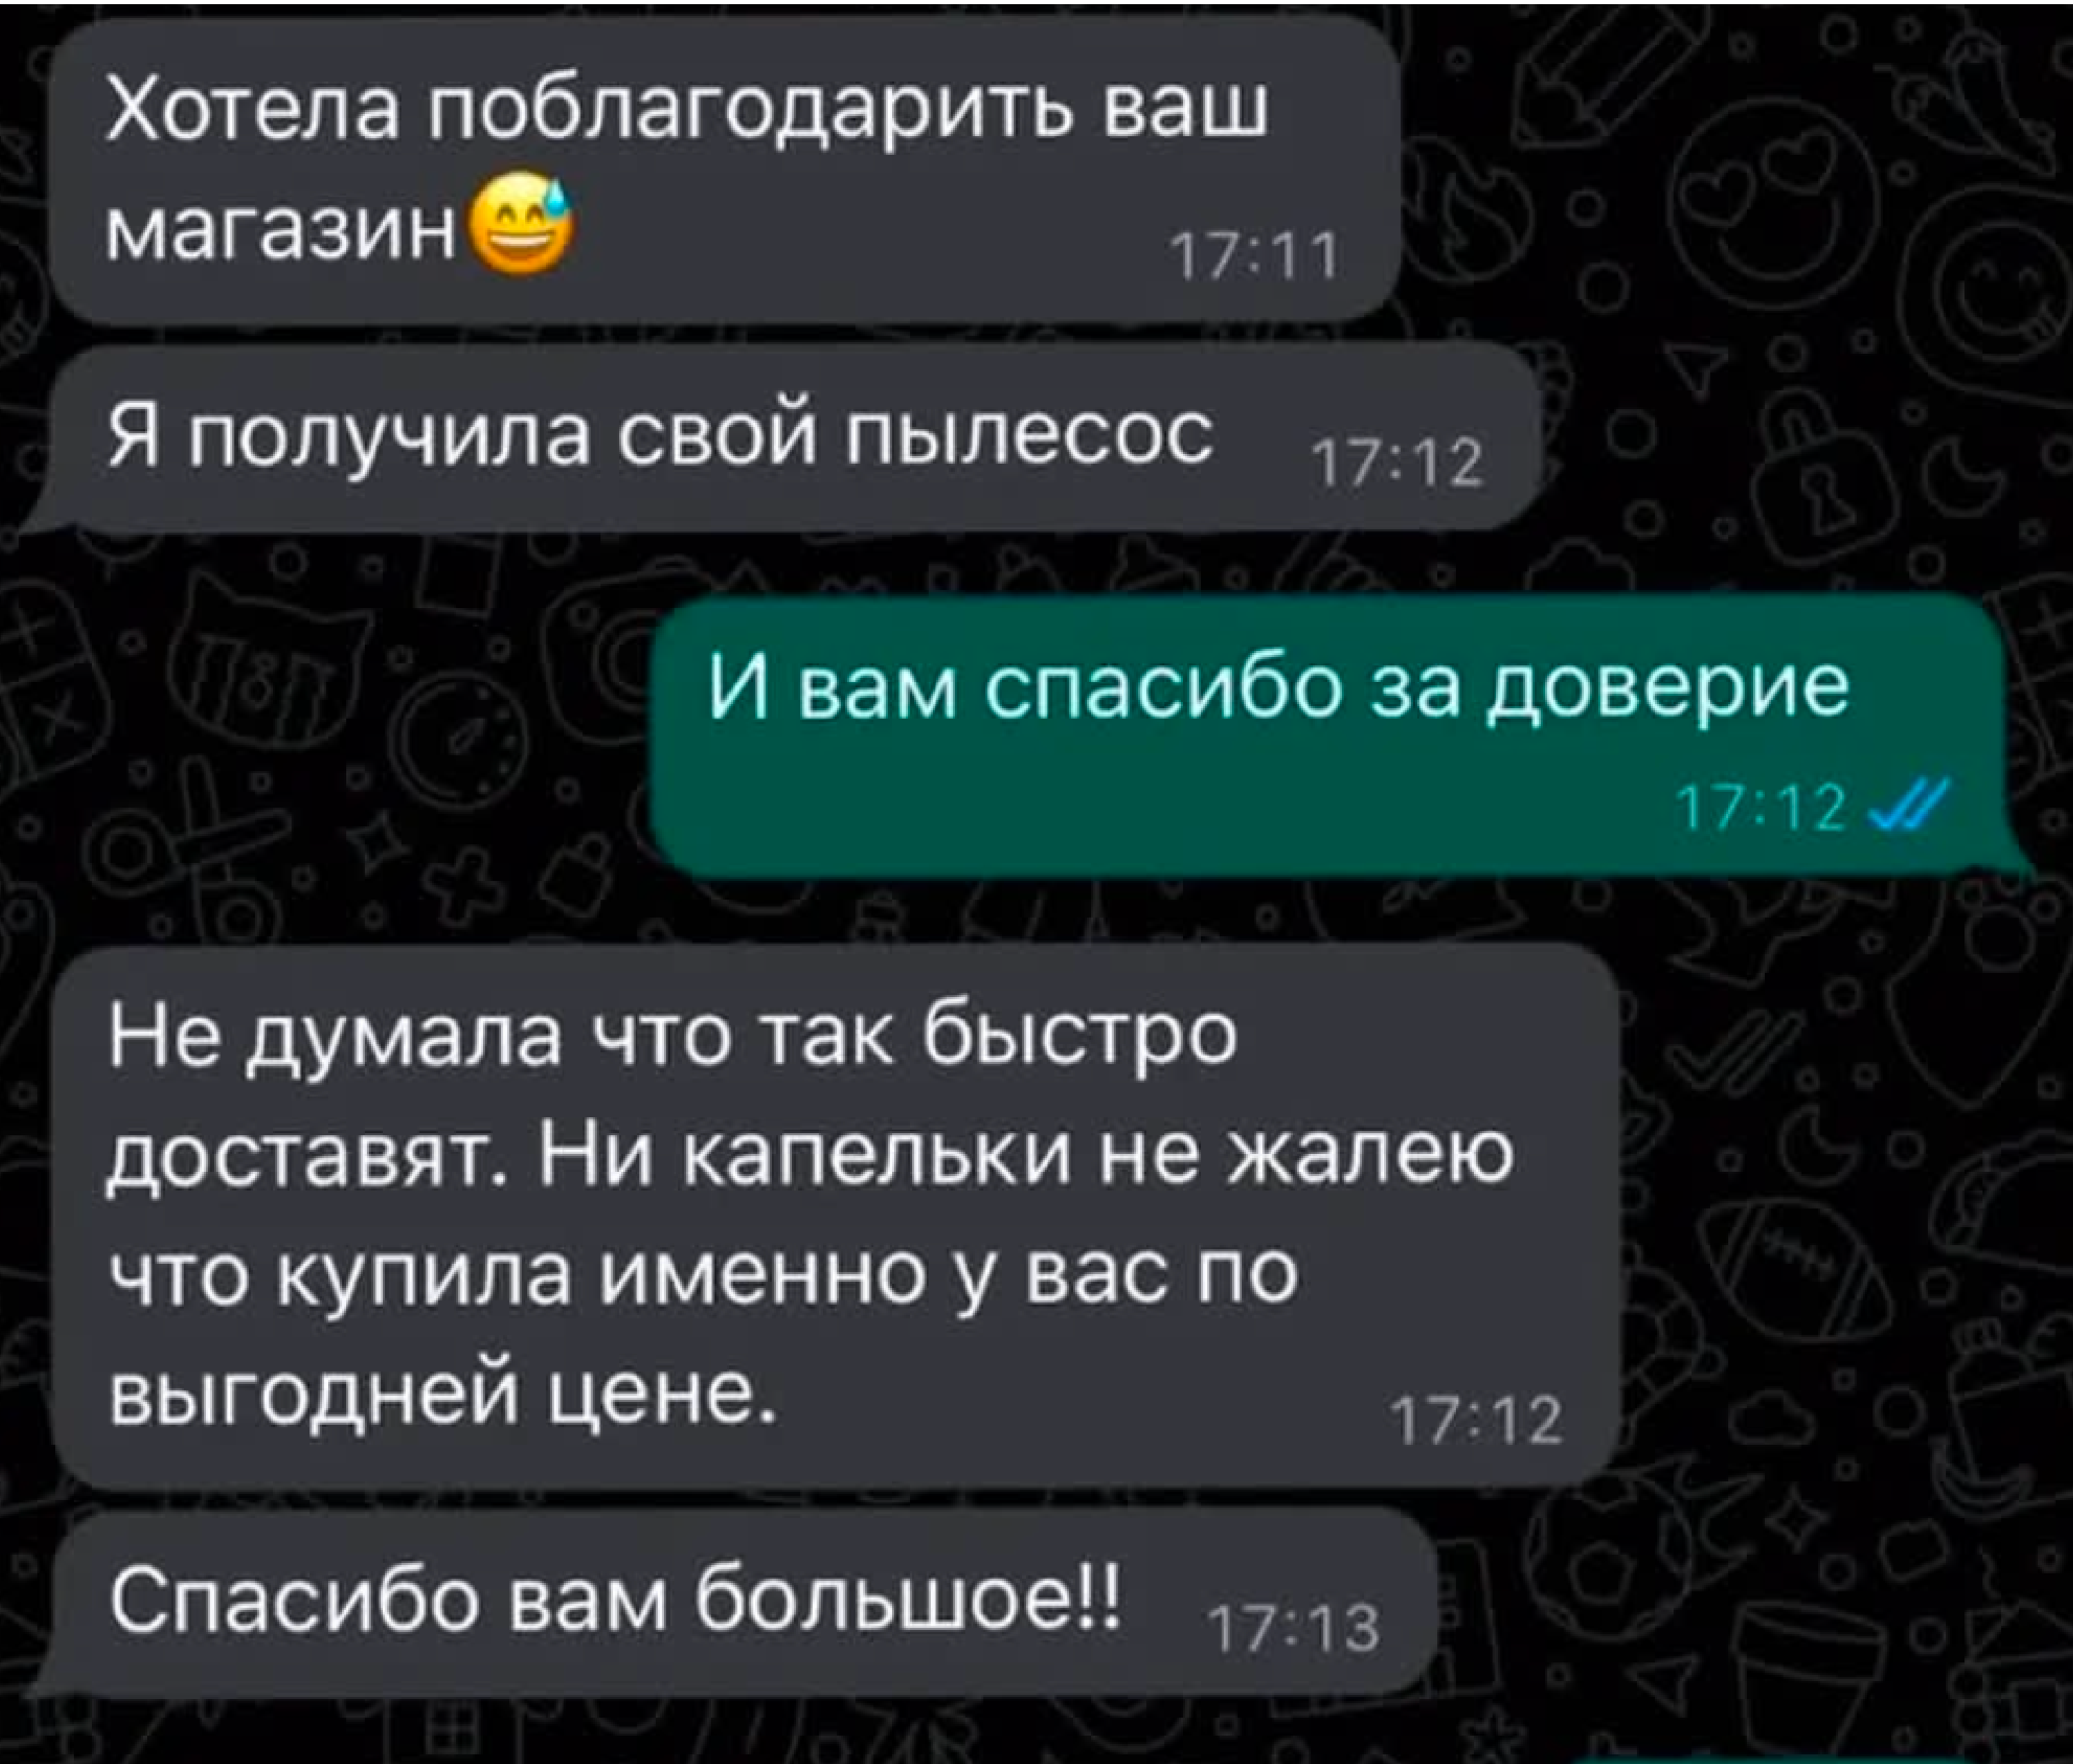 Хотела поблагодарить ваш
магазин😅
17:11
Я получила свой пылесос
17:12
И вам спасибо за доверие
17:12
Не думала что так быстро
доставят. Ни капельки не жалею
что купила именно у вас по
выгодней цене.
17:12
Спасибо вам большое!!
17:13